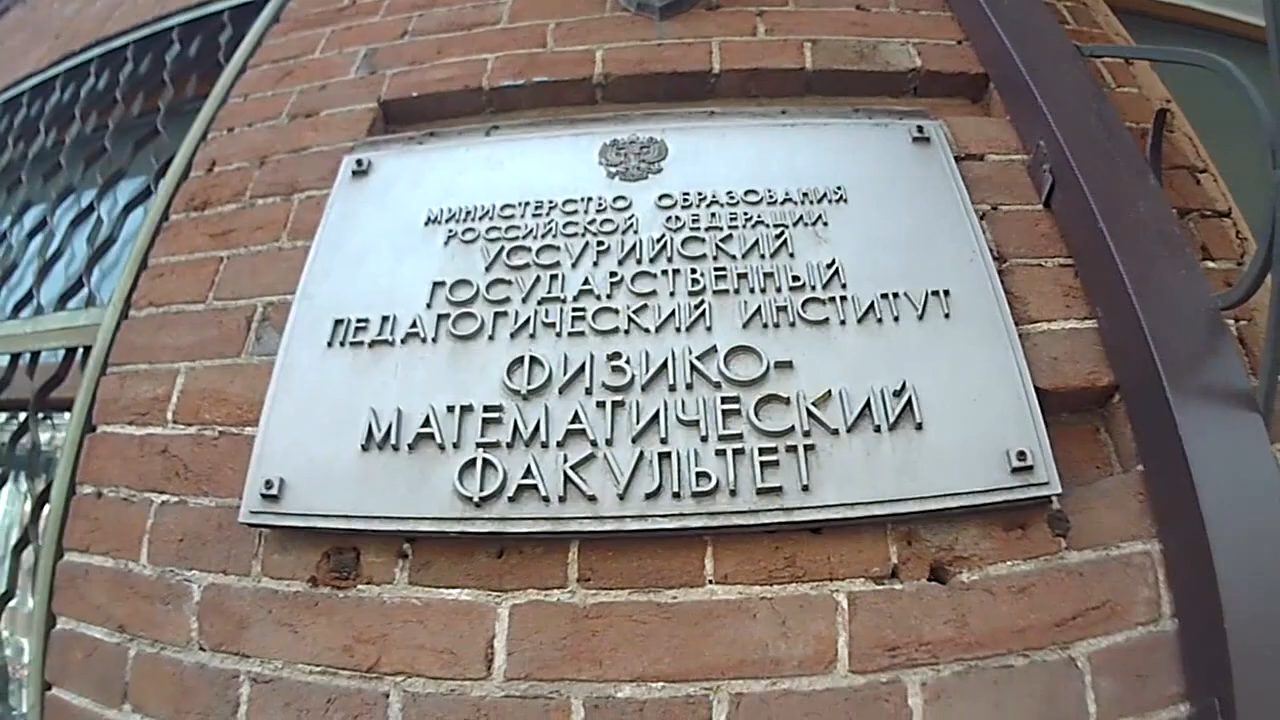 МИНИСТЕРСТВО ОБРАЗОВАНИЯ
РОССИЙСКОЙ ФЕДЕРАЦИИ
УССУРИЙСКИЙ
ГОСУДАРСТВЕННЫЙ
ПЕДАГОГИЧЕСКИЙ ИНСТИТУТ
ФИЗИКО-
МАТЕМАТИЧЕСКИЙ
ФАКУЛЬТЕТ